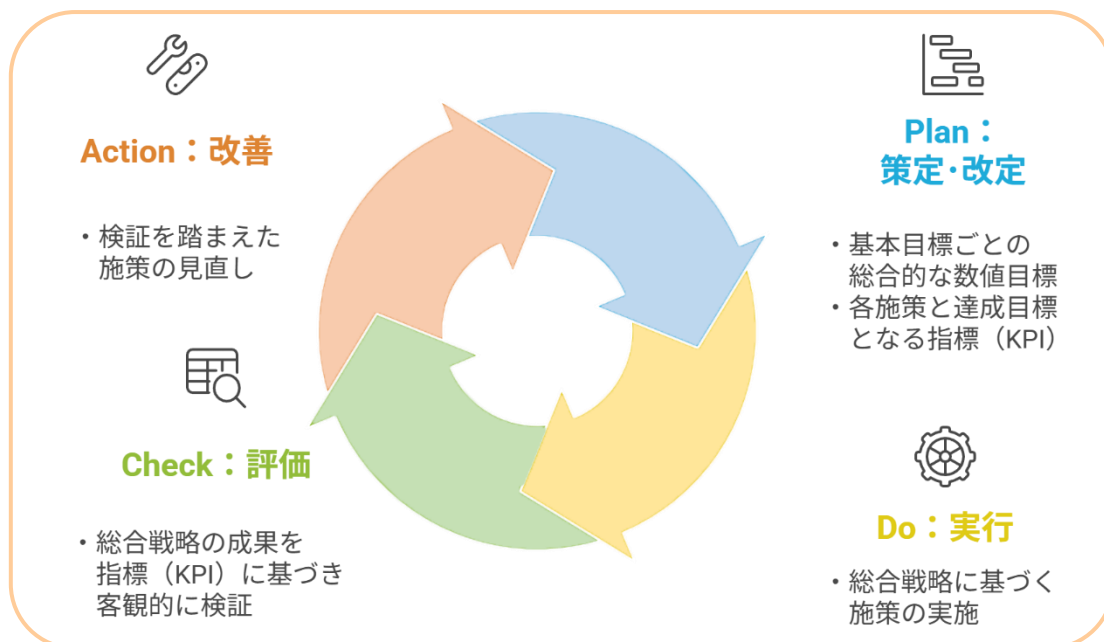 Action：改善
・検証を踏まえた
施策の見直し
Plan：
策定･改定
・基本目標ごとの
総合的な数値目標
・各施策と達成目標
となる指標（KPI）
Check：評価
・総合戦略の成果を
指標（KPI）に基づき
客観的に検証
Do：実行
・総合戦略に基づく
施策の実施